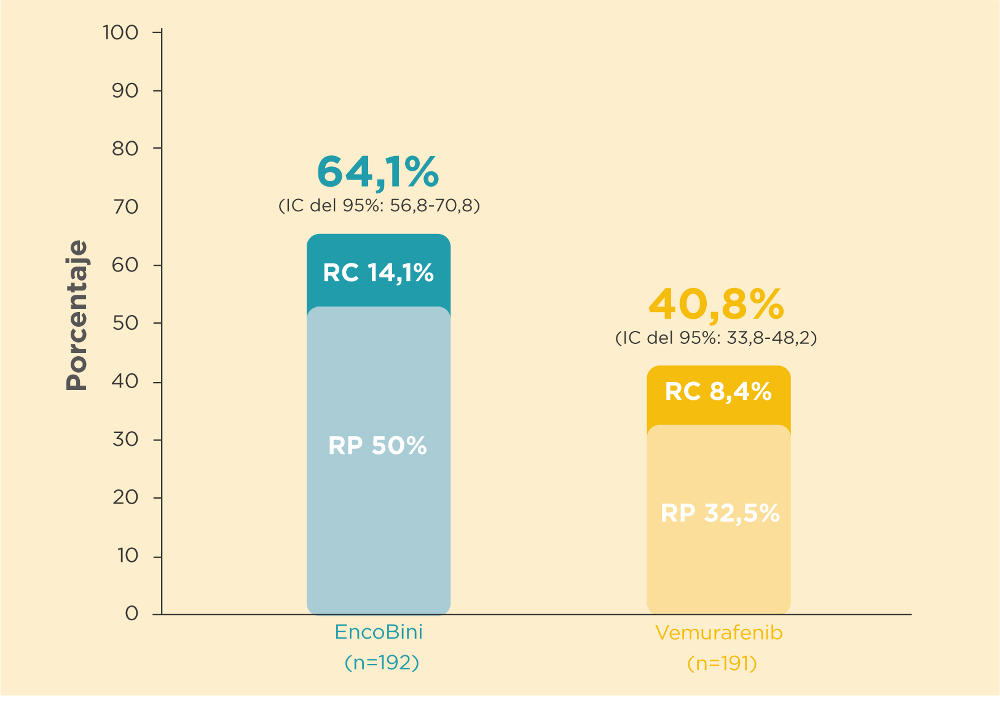 Porcentaje
100
90
80
70
60
50
40
30
20
10
0
64,1%
(IC del 95%: 56,8-70,8)
RC 14,1%
RP 50%
EncoBini
(n=192)
40,8%
(IC del 95%: 33,8-48,2)
RC 8,4%
RP 32,5%
Vemurafenib
(n=191)